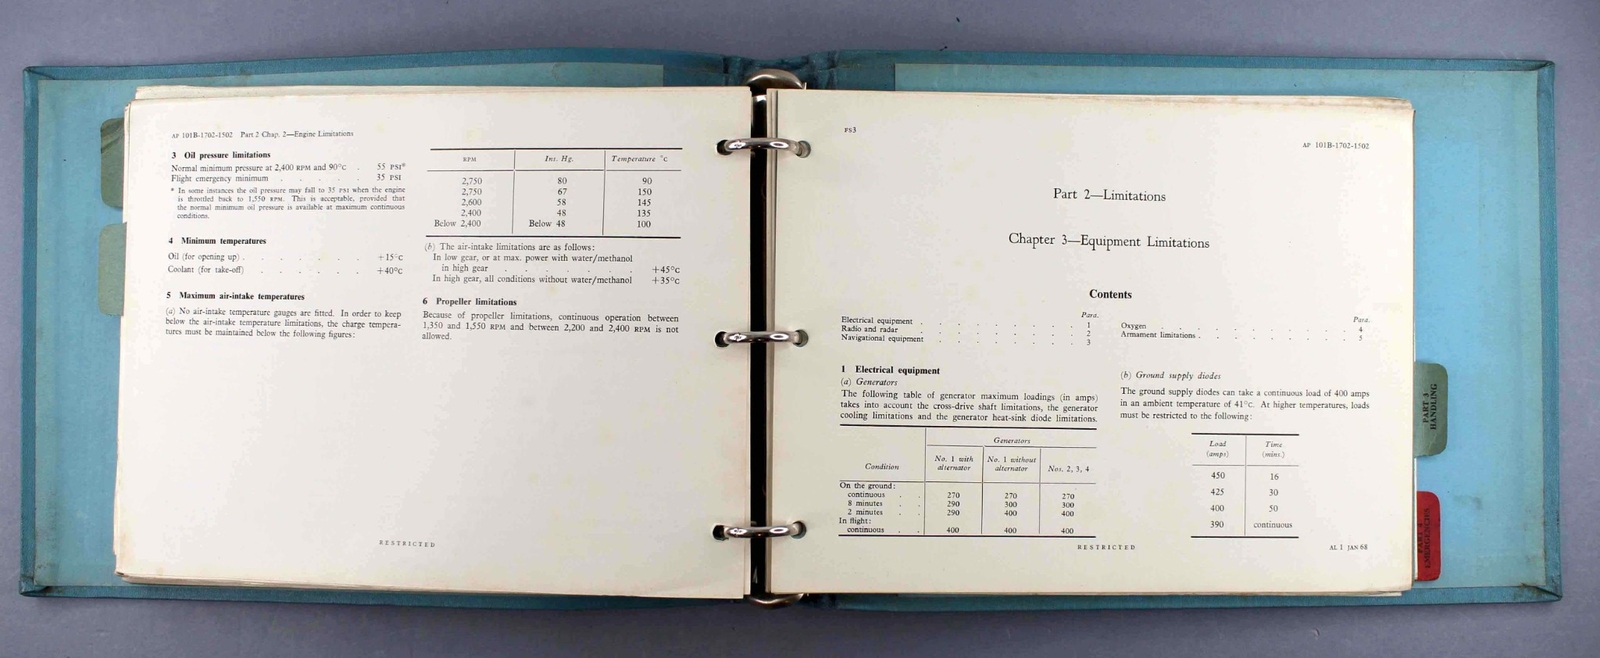 AP 101B-1702-1502 Part 2 Chap. 2—Engine Limitations
3 Oil pressure limitations
Normal minimum pressure at 2,400 RPM and 90°C . 55 PSI*
Flight emergency minimum . . . . . 35 PSI
* In some instances the oil pressure may fall to 35 PSI when the engine
is throttled back to 1,550 RPM. This is acceptable, provided that
the normal minimum oil pressure is available at maximum continuous
conditions.
4 Minimum temperatures
Oil (for opening up) . . . . . . . +15°C
Coolant (for take-off) . . . . . . +40°C
5 Maximum air-intake temperatures
(a) No air-intake temperature gauges are fitted. In order to keep
below the air-intake temperature limitations, the charge tempera-
tures must be maintained below the following figures:
RPM Ins. Hg. Temperature °C
2,750 80 90
2,750 67 150
2,600 58 145
2,400 48 135
Below 2,400 Below 48 100
(b) The air-intake limitations are as follows:
In low gear, or at max. power with water/methanol
in high gear . . . . . . . +45°C
In high gear, all conditions without water/methanol +35°C
6 Propeller limitations
Because of propeller limitations, continuous operation between
1,350 and 1,550 RPM and between 2,200 and 2,400 RPM is not
allowed.
RESTRICTED
FS3
AP 101B-1702-1502
Part 2—Limitations
Chapter 3—Equipment Limitations
Contents
Para.
Electrical equipment . . . . . . . . . 1
Radio and radar . . . . . . . . . 2
Navigational equipment . . . . . . . . 3
Para.
Oxygen . . . . . . . . . . 4
Armament limitations . . . . . . . . 5
1 Electrical equipment
(a) Generators
The following table of generator maximum loadings (in amps)
takes into account the cross-drive shaft limitations, the generator
cooling limitations and the generator heat-sink diode limitations.
Generators
Condition No. 1 with alternator No. 1 without alternator Nos. 2, 3, 4
On the ground:
continuous . . 270 270 270
8 minutes . . 290 300 300
2 minutes . . 290 400 400
In flight:
continuous . . 400 400 400
(b) Ground supply diodes
The ground supply diodes can take a continuous load of 400 amps
in an ambient temperature of 41°C. At higher temperatures, loads
must be restricted to the following:
Load (amps) Time (mins.)
450 16
425 30
400 50
390 continuous
RESTRICTED
AL 1 JAN 68
PART 3
HANDLING
EMERGENCIES